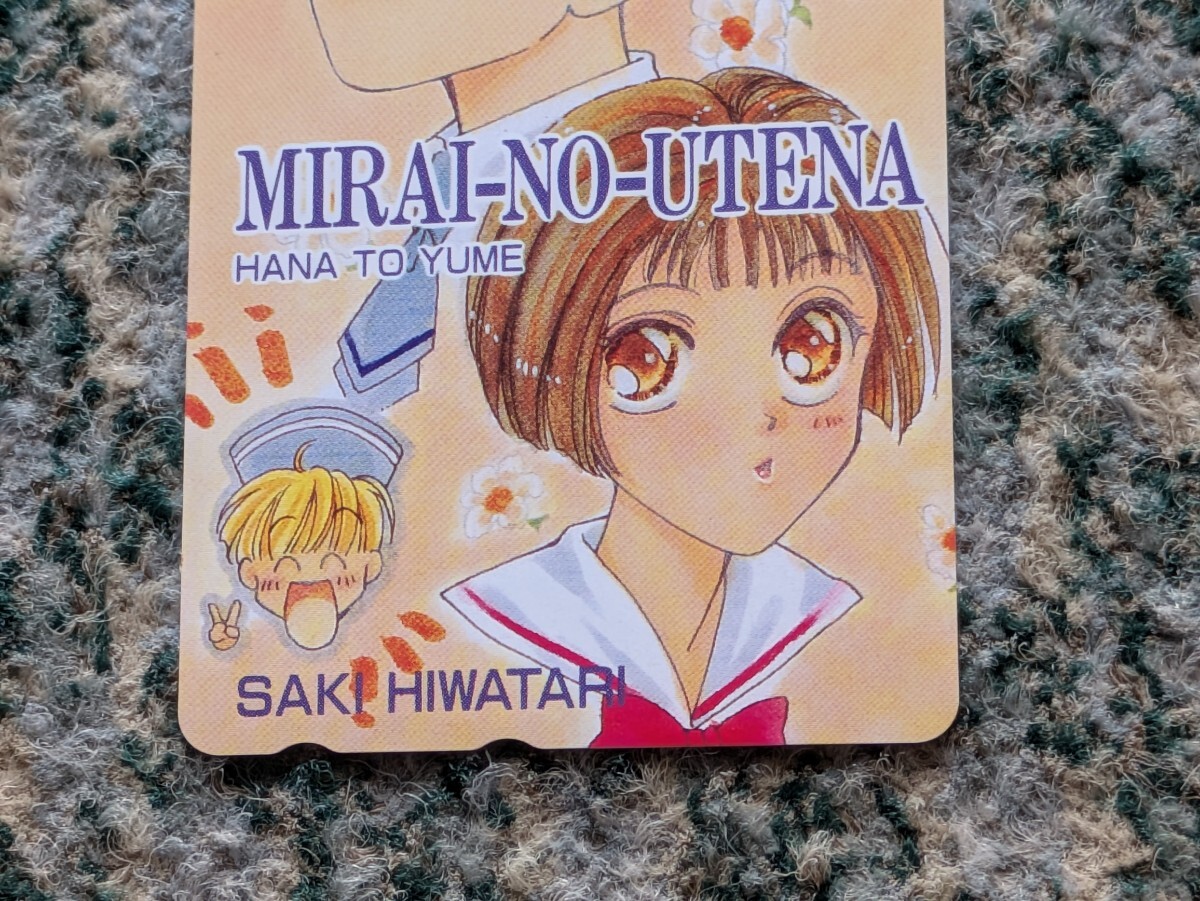 MIRAI-NO-UTENA
HANA TO YUME
SAKI HIWATARI